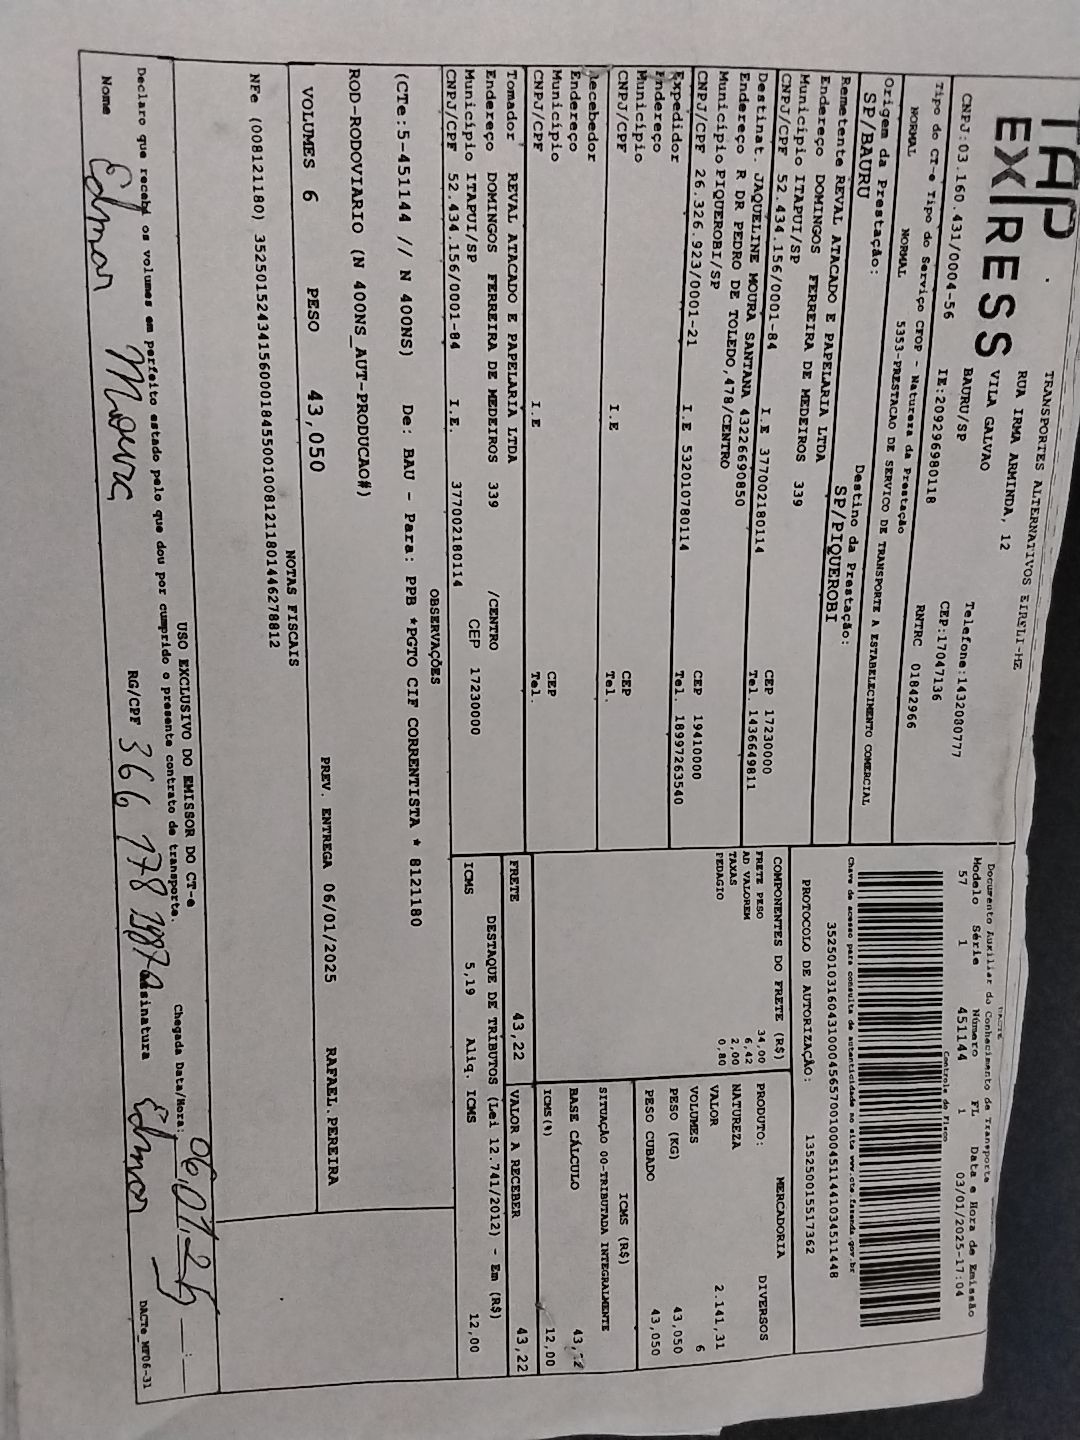 TAP.
EXPRESS
TRANSPORTES ALTERNATIVOS EIRELI-ME
RUA IRMA ARMINDA, 12
VILA GALVAO
BAURU/SP
Telefone:1432080777
CEP:17047136
CNPJ:03.160.431/0004-56 IE:209296980118 RNTRC 01842966
Tipo do CT-e Tipo do Serviço CFOP - Natureza da Prestação
NORMAL NORMAL 5353-PRESTACAO DE SERVICO DE TRANSPORTE A ESTABELECIMENTO COMERCIAL
Origem da Prestação: Destino da Prestação:
SP/BAURU SP/PIQUEROBI
Remetente REVAL ATACADO E PAPELARIA LTDA
Endereço DOMINGOS FERREIRA DE MEDEIROS 339
Município ITAPUI/SP CEP 17230000
CNPJ/CPF 52.434.156/0001-84 I.E 377002180114 Tel. 1436649811
Destinat. JAQUELINE MOURA SANTANA 43226690850
Endereço R DR PEDRO DE TOLEDO,478/CENTRO
Município PIQUEROBI/SP CEP 19410000
CNPJ/CPF 26.326.923/0001-21 I.E 532010780114 Tel. 18997263540
Expedidor
Endereço
Município CEP
CNPJ/CPF I.E Tel.
Recebedor
Endereço
Município CEP
CNPJ/CPF I.E Tel.
Tomador REVAL ATACADO E PAPELARIA LTDA
Endereço DOMINGOS FERREIRA DE MEDEIROS 339 /CENTRO
Município ITAPUI/SP CEP 17230000
CNPJ/CPF 52.434.156/0001-84 I.E. 377002180114
DACTE
Documento Auxiliar do Conhecimento de Transporte
Modelo Série Número FL Data e Hora de Emissão
57 1 451144 1 03/01/2025-17:04
Controle do Fisco
Chave de acesso para consulta de autenticidade no site www.cte.fazenda.gov.br
PROTOCOLO DE AUTORIZAÇÃO: 135250015517362
COMPONENTES DO FRETE (R$)
FRETE PESO 34,00
AD VALOREM 6,42
TAXAS 2,00
PEDAGIO 0,80
PRODUTO: MERCADORIA DIVERSOS
NATUREZA
VALOR 2.141,31
VOLUMES 6
PESO (KG) 43,050
PESO CUBADO 43,050
ICMS (R$)
SITUAÇÃO 00-TRIBUTADA INTEGRALMENTE
BASE CÁLCULO
ICMS(%) 12,00
FRETE 43,22 VALOR A RECEBER 43,22
DESTAQUE DE TRIBUTOS (Lei 12.741/2012) - Em (R$)
ICMS 5,19 Aliq. ICMS 12,00
OBSERVAÇÕES
(CTe:5-451144 // N 400NS) De: BAU - Para: PPB *PGTO CIF CORRENTISTA * 8121180
ROD-RODOVIARIO (N 400NS_AUT-PRODUCAO#)
VOLUMES 6 PESO 43,050 PREV. ENTREGA 06/01/2025 RAFAEL.PEREIRA
NOTAS FISCAIS
NFe (008121180) 35250152434156000184550010081211801446278812
USO EXCLUSIVO DO EMISSOR DO CT-e
Declaro que recebi os volumes em perfeito estado pelo que dou por cumprido o presente contrato de transporte.
Chegada Data/Hora: 06,01,25
Nome Edmar Moura RG/CPF Assinatura Edmar
DACTe_MF06-31